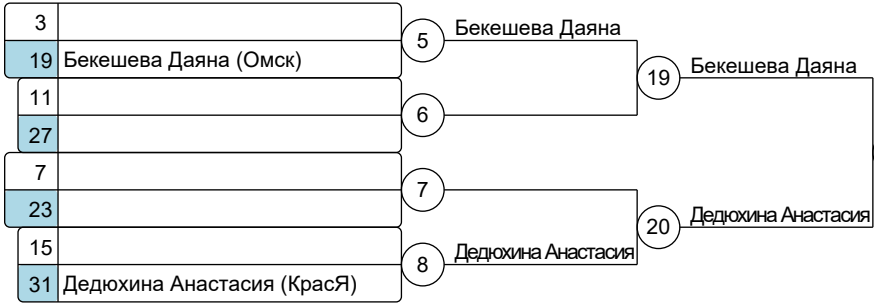 3
5 Бекешева Даяна
19 Бекешева Даяна (Омск)
19 Бекешева Даяна
11
6
27
7
7
23
20 Дедюхина Анастасия
15
8 Дедюхина Анастасия
31 Дедюхина Анастасия (КрасЯ)